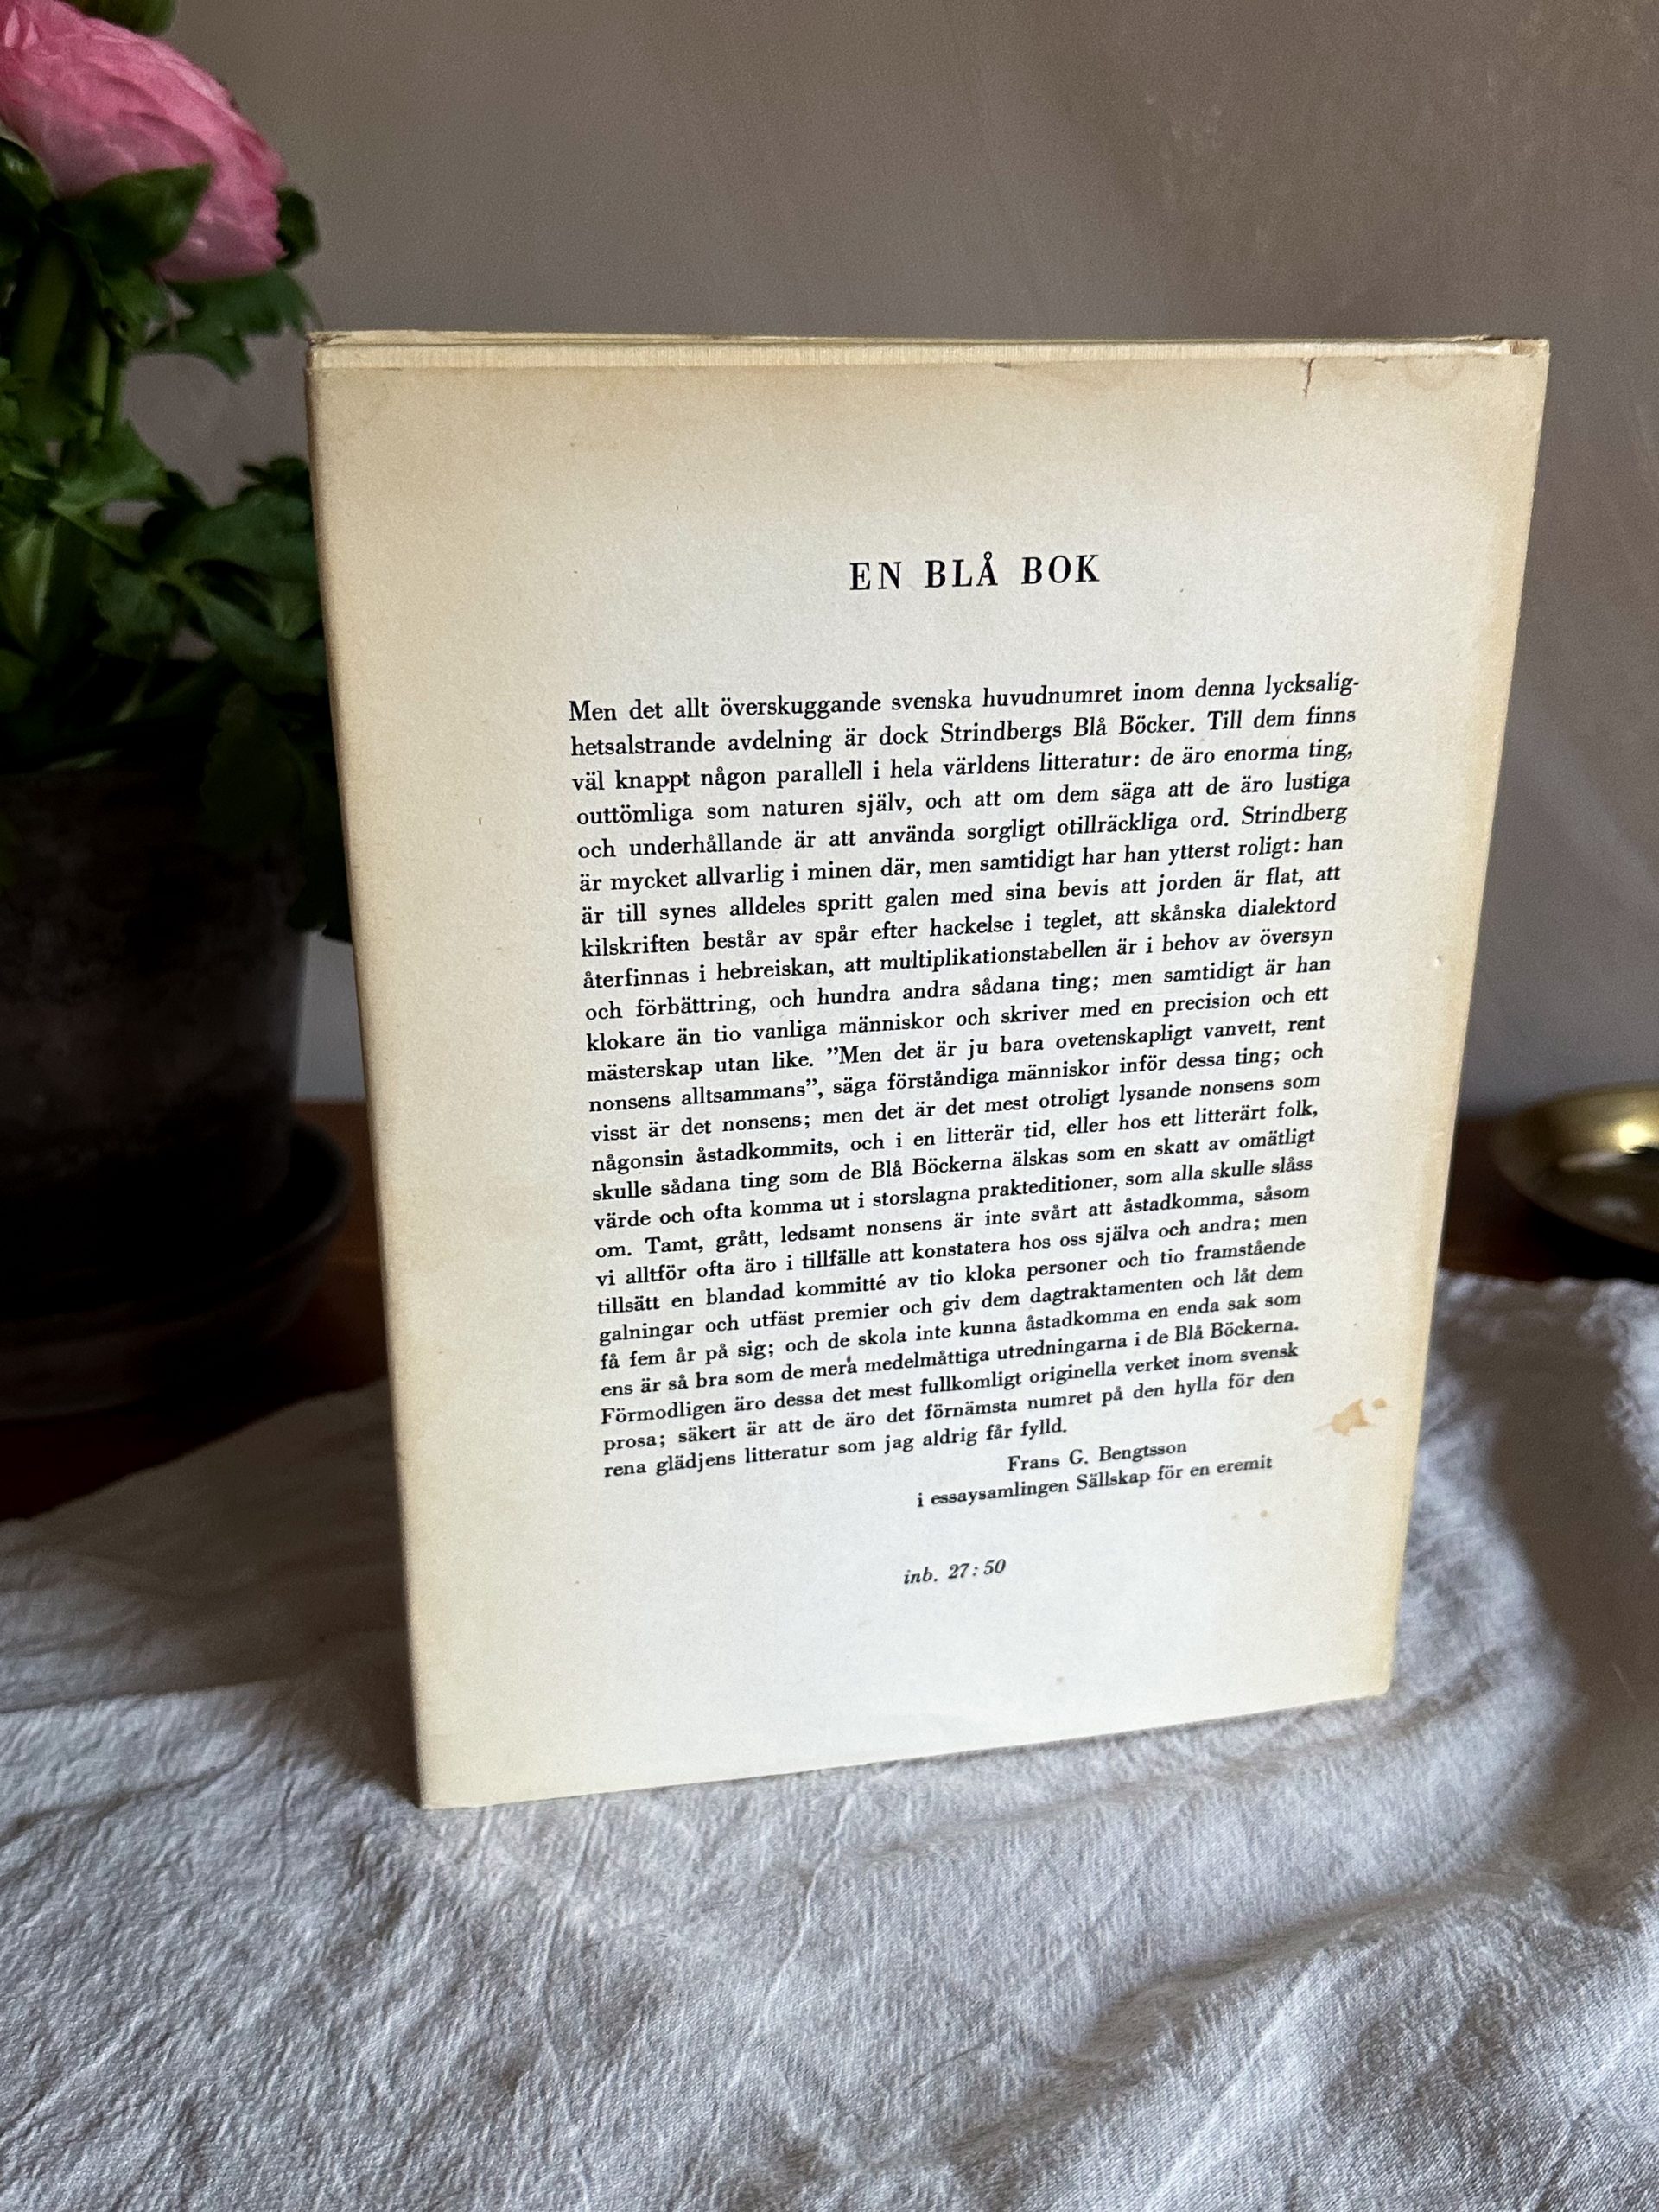 EN BLÅ BOK
Men det allt överskuggande svenska huvudnumret inom denna lycksalig-
hetsalstrande avdelning är dock Strindbergs Blå Böcker. Till dem finns
väl knappt någon parallell i hela världens litteratur: de äro enorma ting,
outtömliga som naturen själv, och att om dem säga att de äro lustiga
och underhållande är att använda sorgligt otillräckliga ord. Strindberg
är mycket allvarlig i minen där, men samtidigt har han ytterst roligt: han
är till synes alldeles spritt galen med sina bevis att jorden är flat, att
kilskriften består av spår efter hackelse i teglet, att skånska dialektord
återfinnas i hebreiskan, att multiplikationstabellen är i behov av översyn
och förbättring, och hundra andra sådana ting; men samtidigt är han
klokare än tio vanliga människor och skriver med en precision och ett
mästerskap utan like. ”Men det är ju bara ovetenskapligt vanvett, rent
nonsens alltsammans”, säga förståndiga människor inför dessa ting; och
visst är det nonsens; men det är det mest otroligt lysande nonsens som
någonsin åstadkommits, och i en litterär tid, eller hos ett litterärt folk,
skulle sådana ting som de Blå Böckerna älskas som en skatt av omätligt
värde och ofta komma ut i storslagna prakteditioner, som alla skulle slåss
om. Tamt, grått, ledsamt nonsens är inte svårt att åstadkomma, såsom
vi alltför ofta äro i tillfälle att konstatera hos oss själva och andra; men
tillsätt en blandad kommitté av tio kloka personer och tio framstående
galningar och utfäst premier och giv dem dagtraktamenten och låt dem
få fem år på sig; och de skola inte kunna åstadkomma en enda sak som
ens är så bra som de mera medelmåttiga utredningarna i de Blå Böckerna.
Förmodligen äro dessa det mest fullkomligt originella verket inom svensk
prosa; säkert är att de äro det förnämsta numret på den hylla för den
rena glädjens litteratur som jag aldrig får fylld.
Frans G. Bengtsson
i essaysamlingen Sällskap för en eremit
inb. 27:50